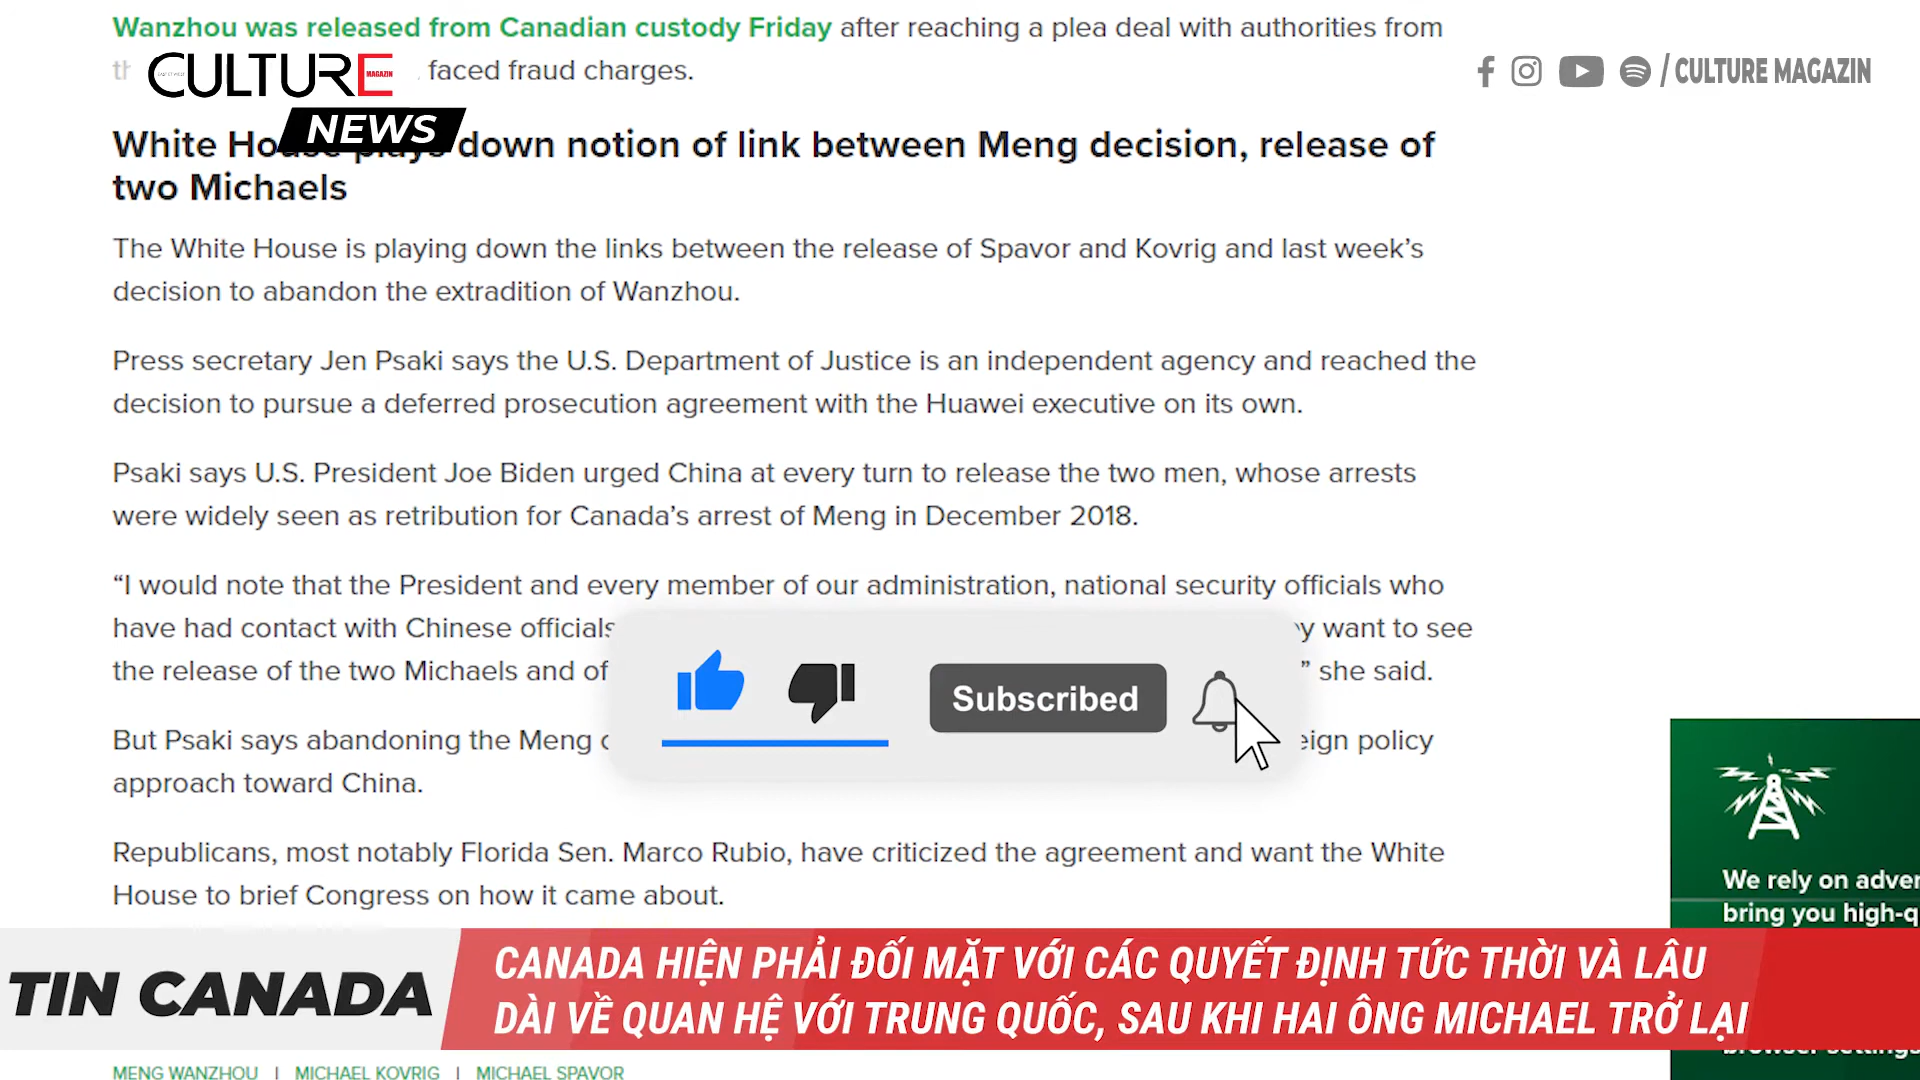 Wanzhou was released from Canadian custody Friday after reaching a plea deal with authorities from
faced fraud charges.
CULTURE
MAGAZIN
NEWS
/ CULTURE MAGAZIN
White House plays down notion of link between Meng decision, release of
two Michaels
The White House is playing down the links between the release of Spavor and Kovrig and last week's
decision to abandon the extradition of Wanzhou.
Press secretary Jen Psaki says the U.S. Department of Justice is an independent agency and reached the
decision to pursue a deferred prosecution agreement with the Huawei executive on its own.
Psaki says U.S. President Joe Biden urged China at every turn to release the two men, whose arrests
were widely seen as retribution for Canada's arrest of Meng in December 2018.
“I would note that the President and every member of our administration, national security officials who
have had contact with Chinese officials want to see
the release of the two Michaels and of ” she said.
Subscribed
But Psaki says abandoning the Meng policy
approach toward China.
Republicans, most notably Florida Sen. Marco Rubio, have criticized the agreement and want the White
House to brief Congress on how it came about.
We rely on adver
bring you high-q
TIN CANADA
CANADA HIỆN PHẢI ĐỐI MẶT VỚI CÁC QUYẾT ĐỊNH TỨC THỜI VÀ LÂU
DÀI VỀ QUAN HỆ VỚI TRUNG QUỐC, SAU KHI HAI ÔNG MICHAEL TRỞ LẠI
MENG WANZHOU | MICHAEL KOVRIG | MICHAEL SPAVOR